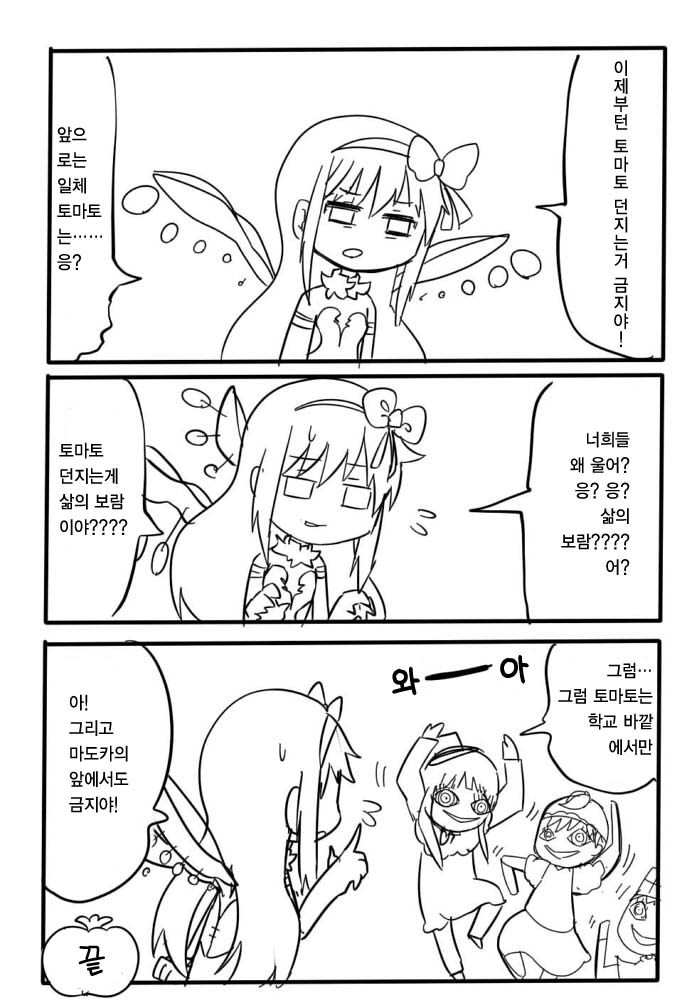 이제부턴 토마토 던지는거 금지야!
앞으
로는
일체
토마토
는……
응?
너희들
왜 울어?
응? 응?
삶의
보람????
어?
토마토
던지는게
삶의 보람
이야????
그럼…
그럼 토마토는
학교 바깥
에서만
와―아
아!
그리고
마도카의
앞에서도
금지야!
끝